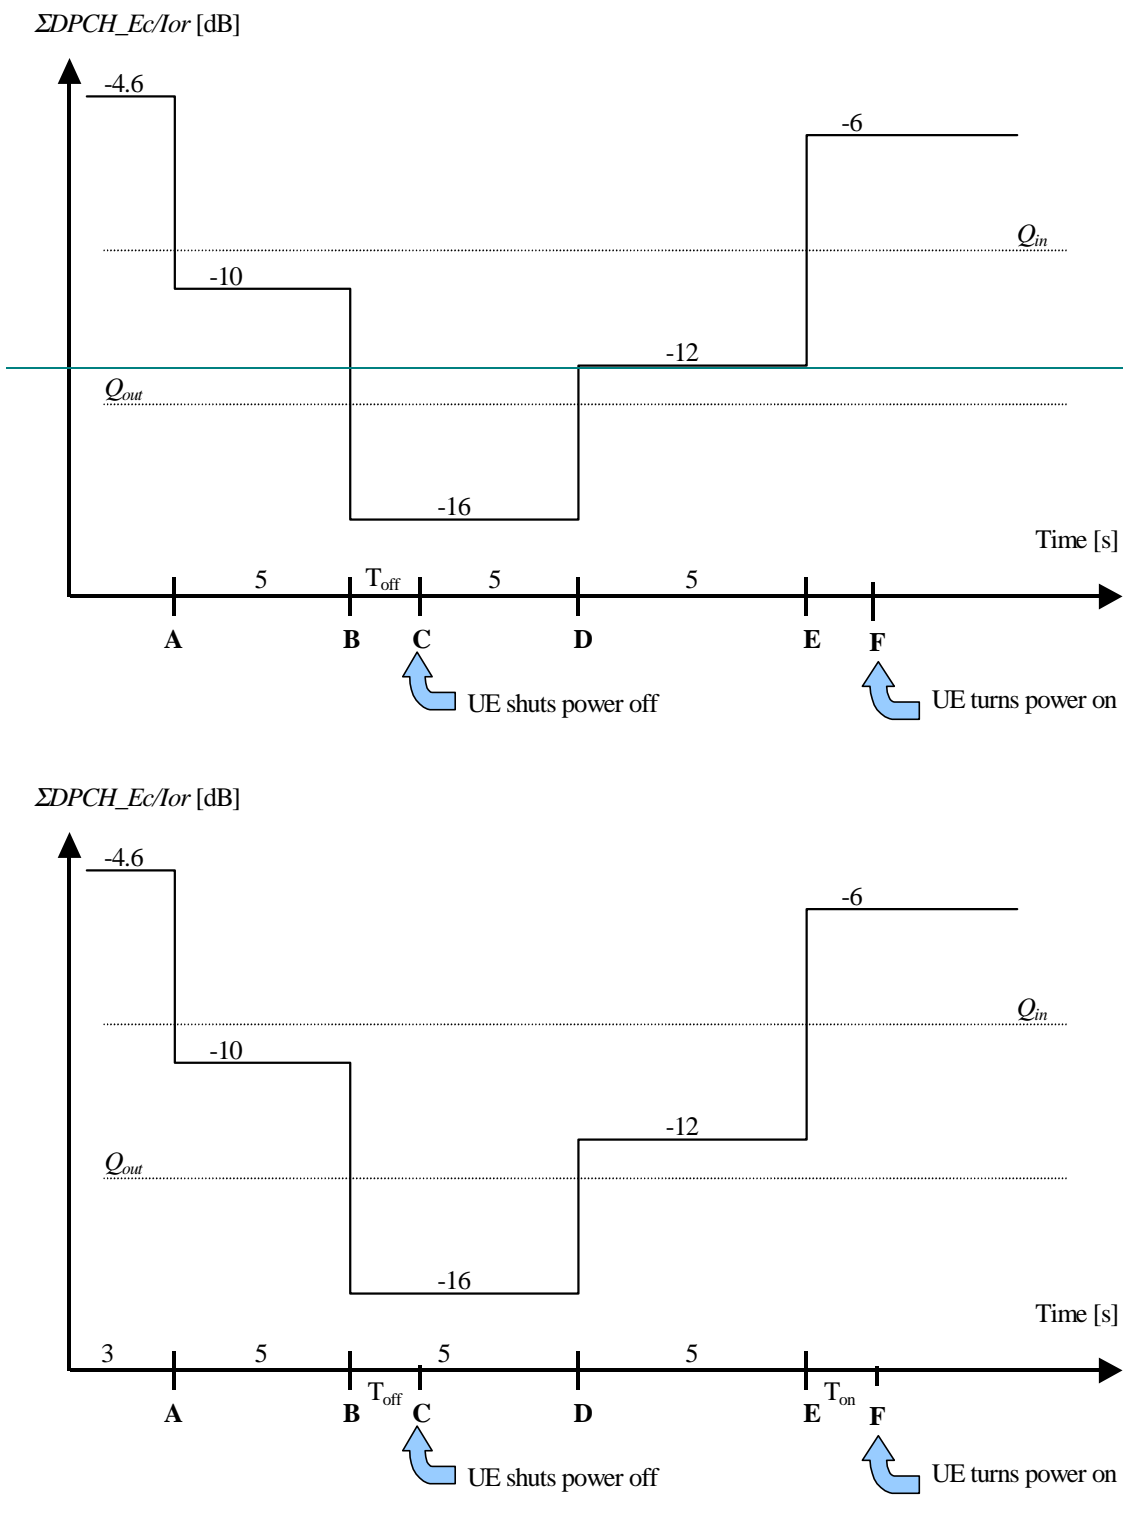 ΣDPCH_Ec/Ior [dB]
-4.6
-6
Qin
-10
-12
Qout
-16
Time [s]
5 Toff 5 5
A B C D E F
UE shuts power off UE turns power on
ΣDPCH_Ec/Ior [dB]
-4.6
-6
Qin
-10
-12
Qout
-16
Time [s]
3 5 5 5
Toff Ton
A B C D E F
UE shuts power off UE turns power on